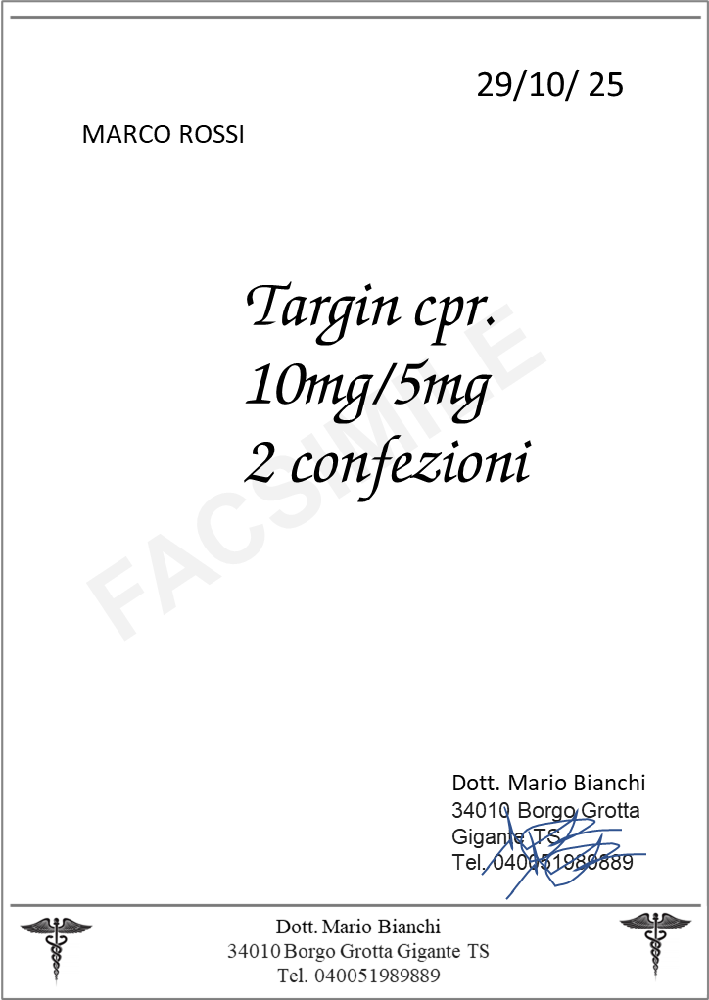 29/10/ 25
MARCO ROSSI
Targin cpr.
10mg/5mg
2 confezioni
FACSIMILE
Dott. Mario Bianchi
34010 Borgo Grotta
Gigante TS
Tel. 040051989889
Dott. Mario Bianchi
34010 Borgo Grotta Gigante TS
Tel. 040051989889